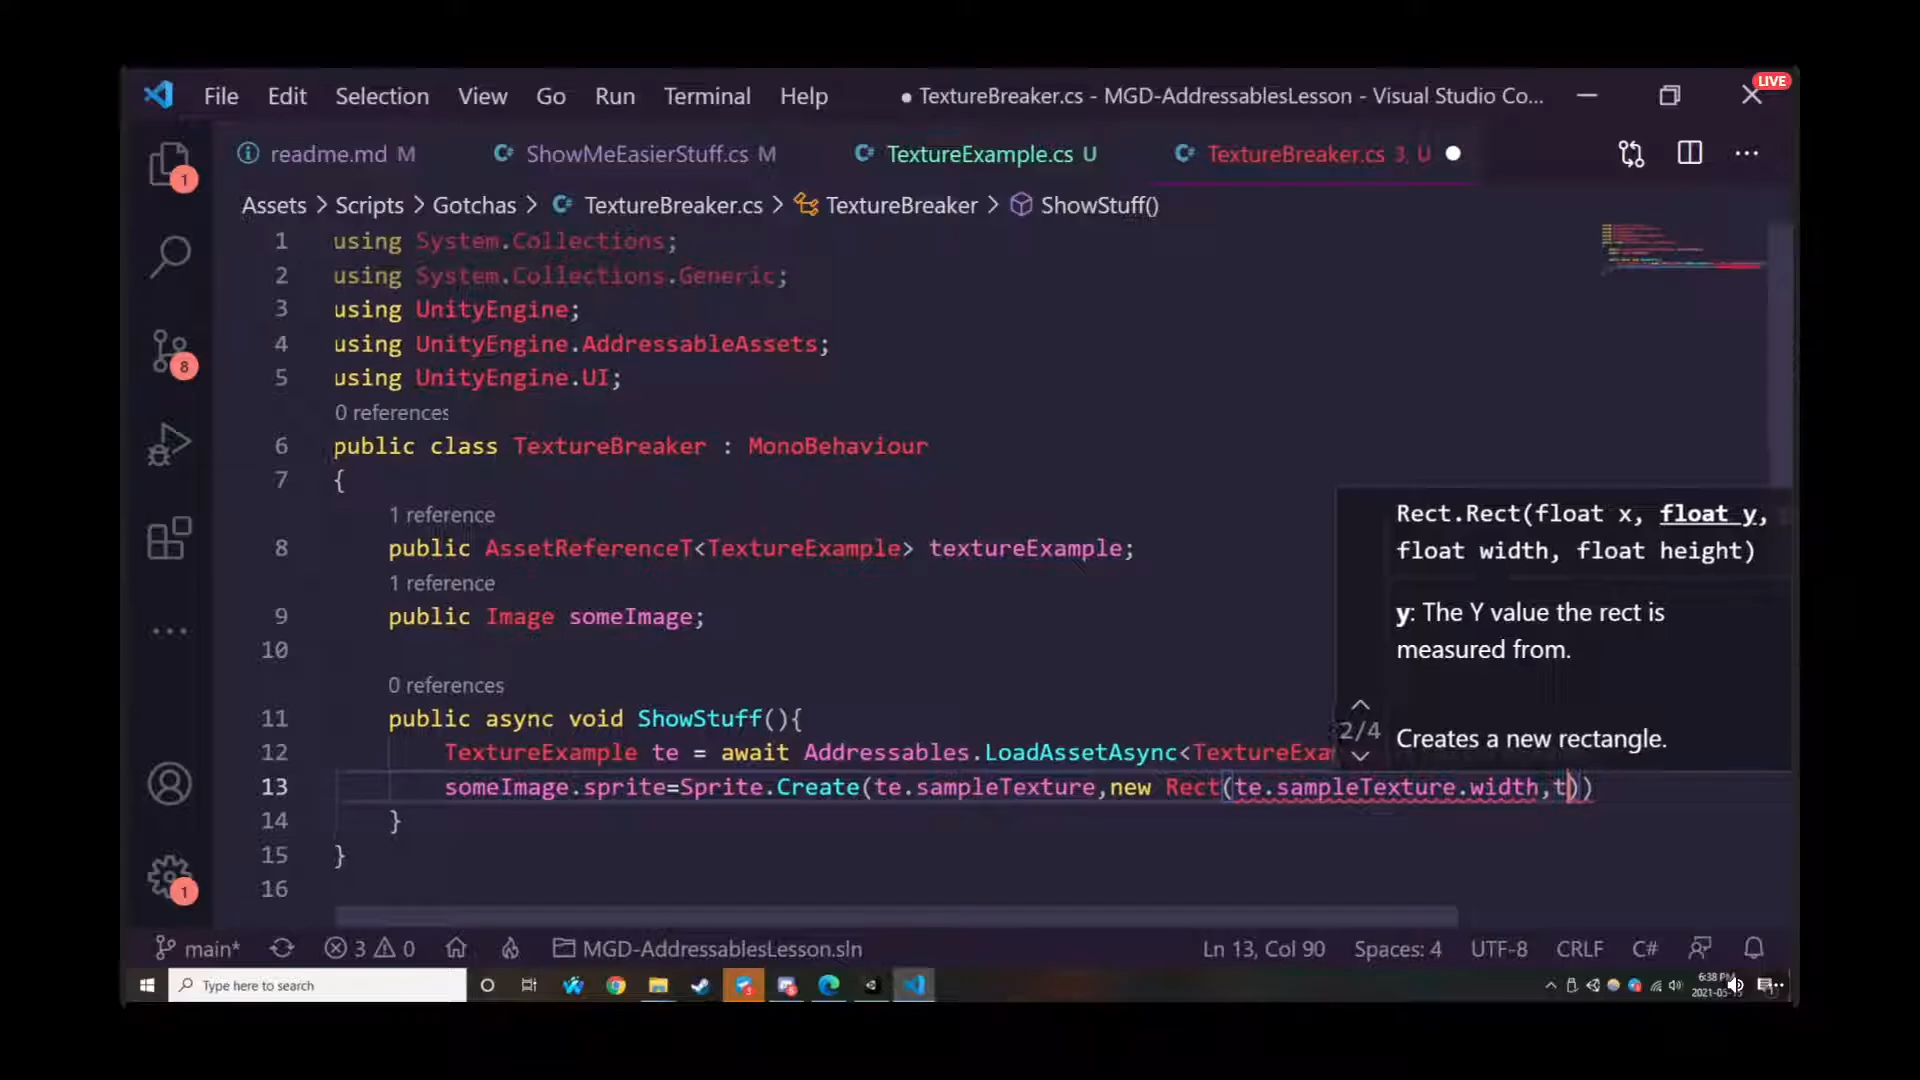 LIVE
File Edit Selection View Go Run Terminal Help ● TextureBreaker.cs - MGD-AddressablesLesson - Visual Studio Co...
readme.md M ShowMeEasierStuff.cs M TextureExample.cs U TextureBreaker.cs 3, U
Assets > Scripts > Gotchas > TextureBreaker.cs > TextureBreaker > ShowStuff()
1 using System.Collections;
2 using System.Collections.Generic;
3 using UnityEngine;
4 using UnityEngine.AddressableAssets;
5 using UnityEngine.UI;
0 references
6 public class TextureBreaker : MonoBehaviour
7 {
1 reference
8 public AssetReferenceT<TextureExample> textureExample;
1 reference
9 public Image someImage;
10
0 references
11 public async void ShowStuff(){
12 TextureExample te = await Addressables.LoadAssetAsync<TextureExa
13 someImage.sprite=Sprite.Create(te.sampleTexture,new Rect(te.sampleTexture.width,t))
14 }
15 }
16
Rect.Rect(float x, float y,
float width, float height)
y: The Y value the rect is
measured from.
2/4
Creates a new rectangle.
1
8
1
main* 3 0 MGD-AddressablesLesson.sln Ln 13, Col 90 Spaces: 4 UTF-8 CRLF C#
Type here to search
6:38 PM